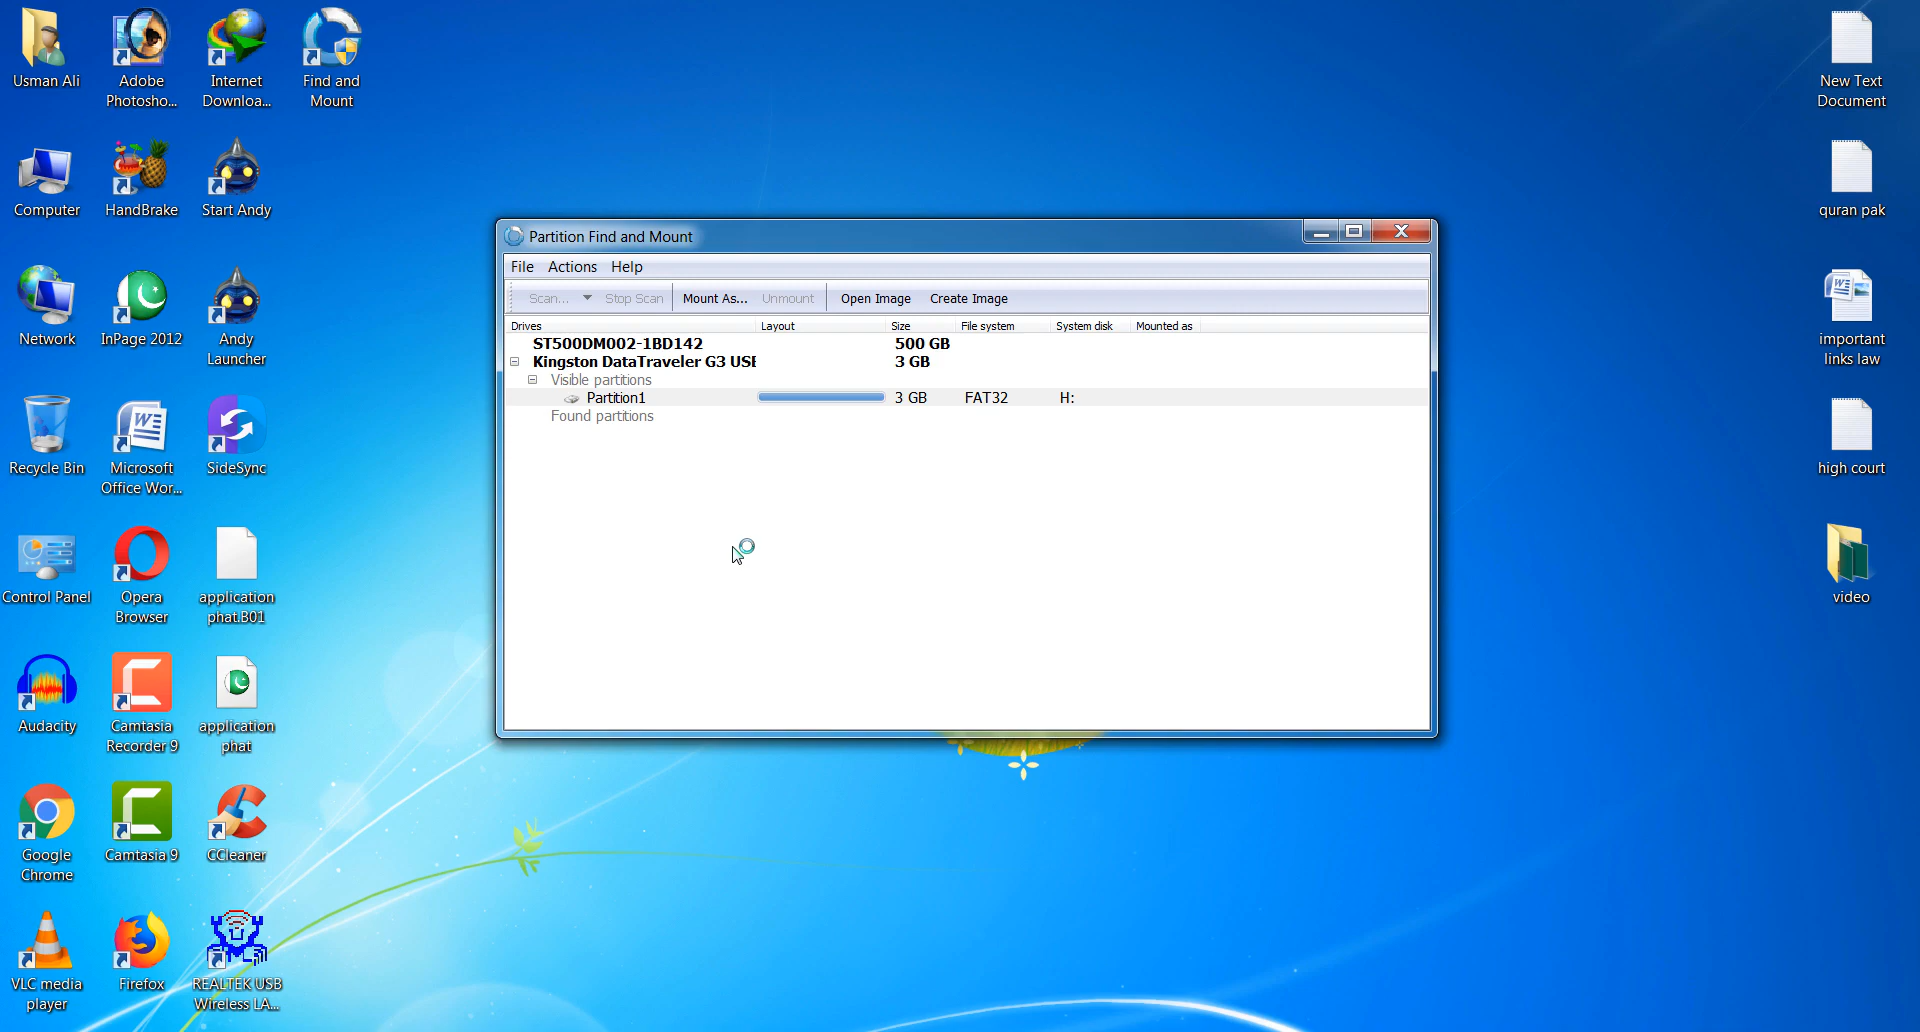 Usman Ali
Adobe
Photosho...
Internet
Downloa...
Find and
Mount
Computer
HandBrake
Start Andy
Network
InPage 2012
Andy
Launcher
Recycle Bin
Microsoft
Office Wor...
SideSync
Control Panel
Opera
Browser
application
phat.B01
Audacity
Camtasia
Recorder 9
application
phat
Google
Chrome
Camtasia 9
CCleaner
VLC media
player
Firefox
REALTEK USB
Wireless LA...
Partition Find and Mount
File Actions Help
Scan... Stop Scan Mount As... Unmount Open Image Create Image
Drives Layout Size File system System disk Mounted as
ST500DM002-1BD142 500 GB
Kingston DataTraveler G3 USE 3 GB
Visible partitions
Partition1 3 GB FAT32 H:
Found partitions
New Text
Document
quran pak
important
links law
high court
video